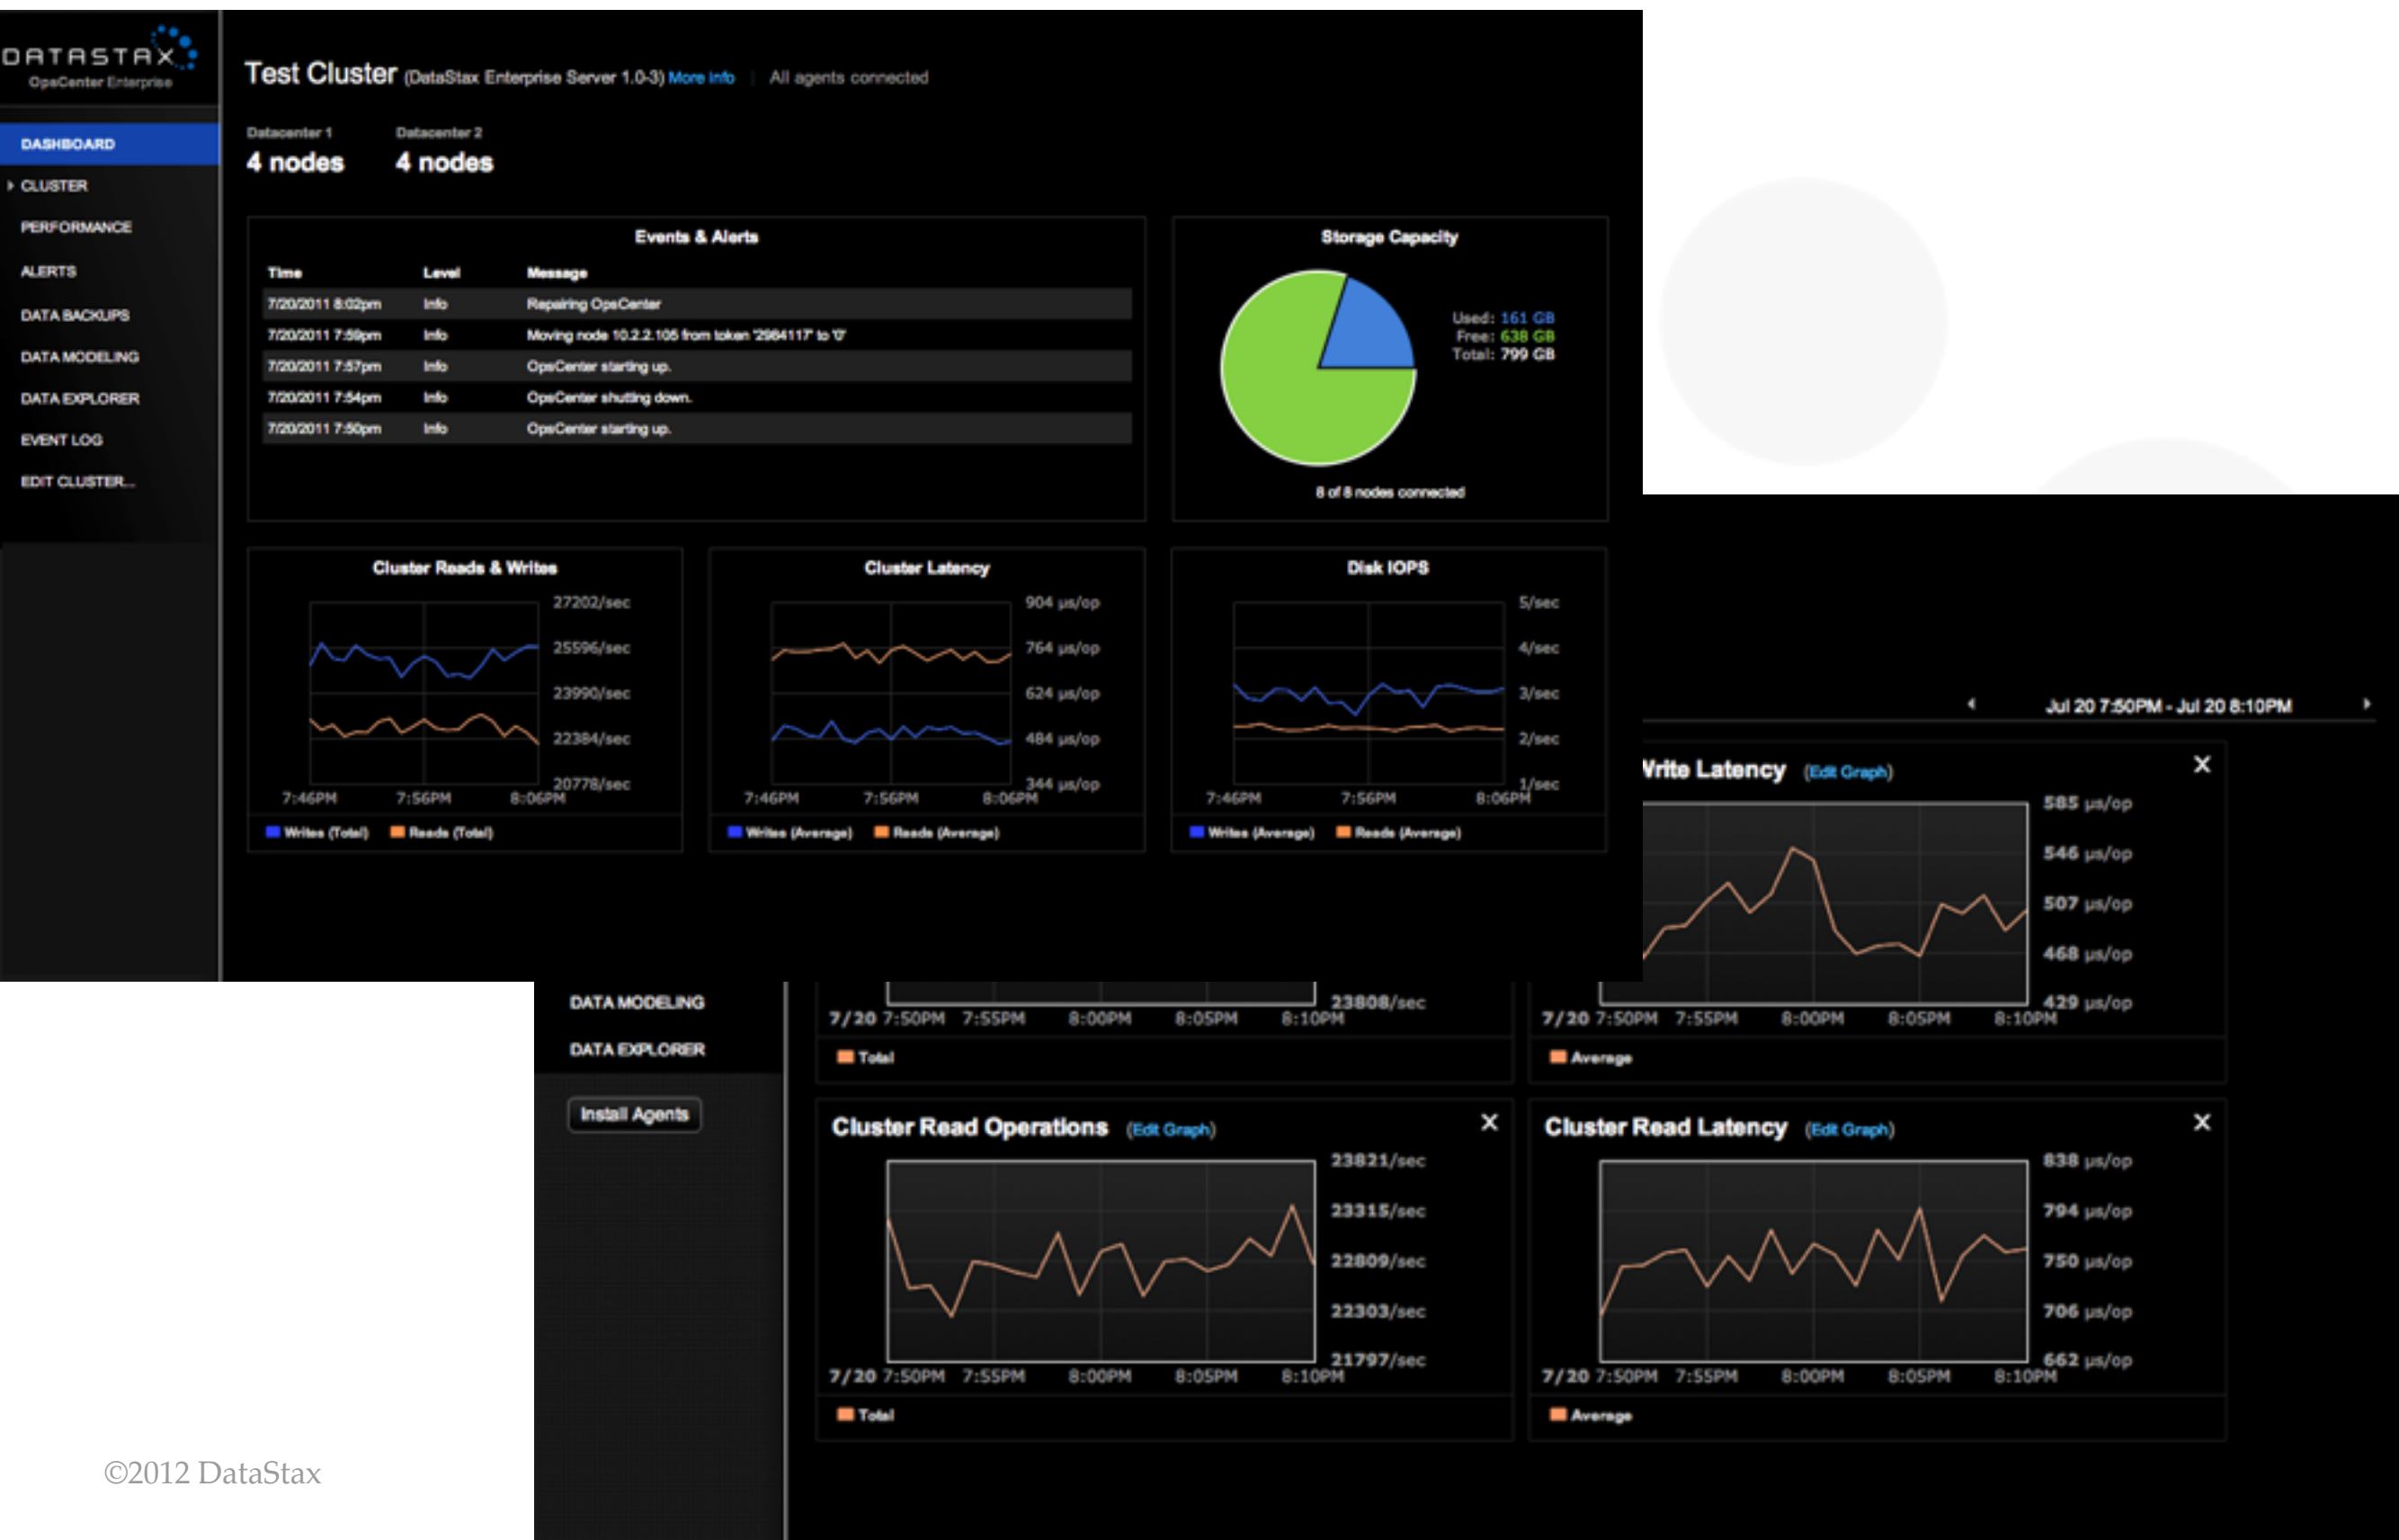 DATASTAX
OpsCenter Enterprise
DASHBOARD
CLUSTER
PERFORMANCE
ALERTS
DATA BACKUPS
DATA MODELING
DATA EXPLORER
EVENT LOG
EDIT CLUSTER...
Test Cluster (DataStax Enterprise Server 1.0-3) More info | All agents connected
Datacenter 1 Datacenter 2
4 nodes 4 nodes
Events & Alerts
Time Level Message
7/20/2011 8:02pm Info Repairing OpsCenter
7/20/2011 7:59pm Info Moving node 10.2.2.105 from token '2984117' to '0'
7/20/2011 7:57pm Info OpsCenter starting up.
7/20/2011 7:54pm Info OpsCenter shutting down.
7/20/2011 7:50pm Info OpsCenter starting up.
Storage Capacity
Used: 161 GB
Free: 638 GB
Total: 799 GB
8 of 8 nodes connected
Cluster Reads & Writes
27202/sec
25596/sec
23990/sec
22384/sec
20778/sec
7:46PM 7:56PM 8:06PM
Writes (Total) Reads (Total)
Cluster Latency
904 µs/op
764 µs/op
624 µs/op
484 µs/op
344 µs/op
7:46PM 7:56PM 8:06PM
Writes (Average) Reads (Average)
Disk IOPS
5/sec
4/sec
3/sec
2/sec
1/sec
7:46PM 7:56PM 8:06PM
Writes (Average) Reads (Average)
Jul 20 7:50PM - Jul 20 8:10PM
Write Latency (Edit Graph) X
585 µs/op
546 µs/op
507 µs/op
468 µs/op
429 µs/op
7/20 7:50PM 7:55PM 8:00PM 8:05PM 8:10PM
Average
DATA MODELING
DATA EXPLORER
Install Agents
23808/sec
7/20 7:50PM 7:55PM 8:00PM 8:05PM 8:10PM
Total
Cluster Read Operations (Edit Graph) X
23821/sec
23315/sec
22809/sec
22303/sec
21797/sec
7/20 7:50PM 7:55PM 8:00PM 8:05PM 8:10PM
Total
Cluster Read Latency (Edit Graph) X
838 µs/op
794 µs/op
750 µs/op
706 µs/op
662 µs/op
7/20 7:50PM 7:55PM 8:00PM 8:05PM 8:10PM
Average
©2012 DataStax